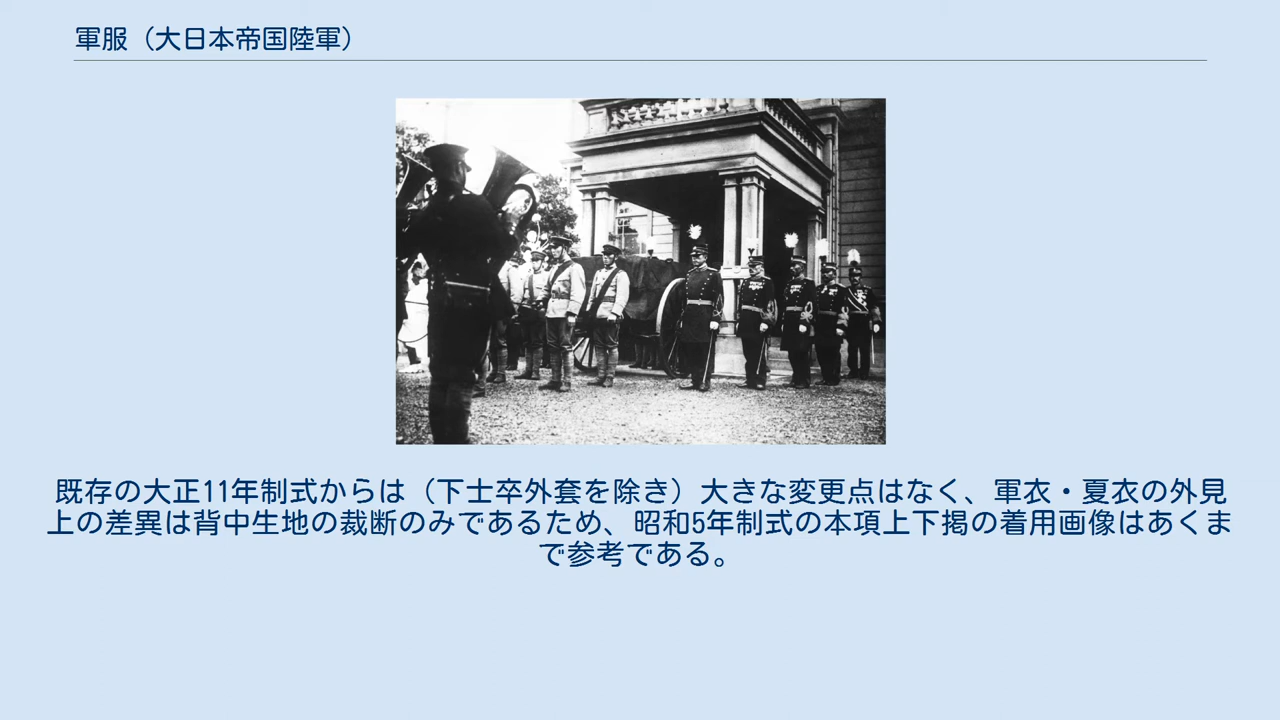 軍服（大日本帝国陸軍）
既存の大正11年制式からは（下士卒外套を除き）大きな変更点はなく、軍衣・夏衣の外見
上の差異は背中生地の裁断のみであるため、昭和5年制式の本項上下掲の着用画像はあくま
で参考である。